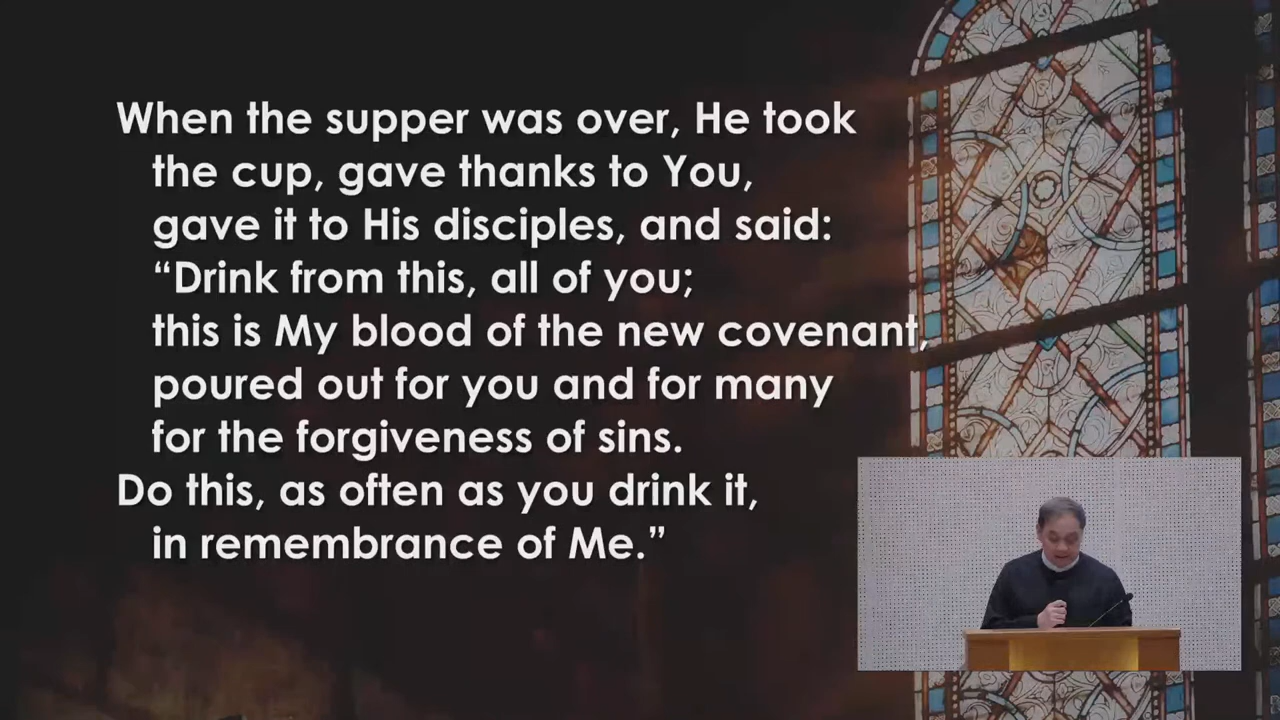 When the supper was over, He took
the cup, gave thanks to You,
gave it to His disciples, and said:
“Drink from this, all of you;
this is My blood of the new covenant,
poured out for you and for many
for the forgiveness of sins.
Do this, as often as you drink it,
in remembrance of Me.”